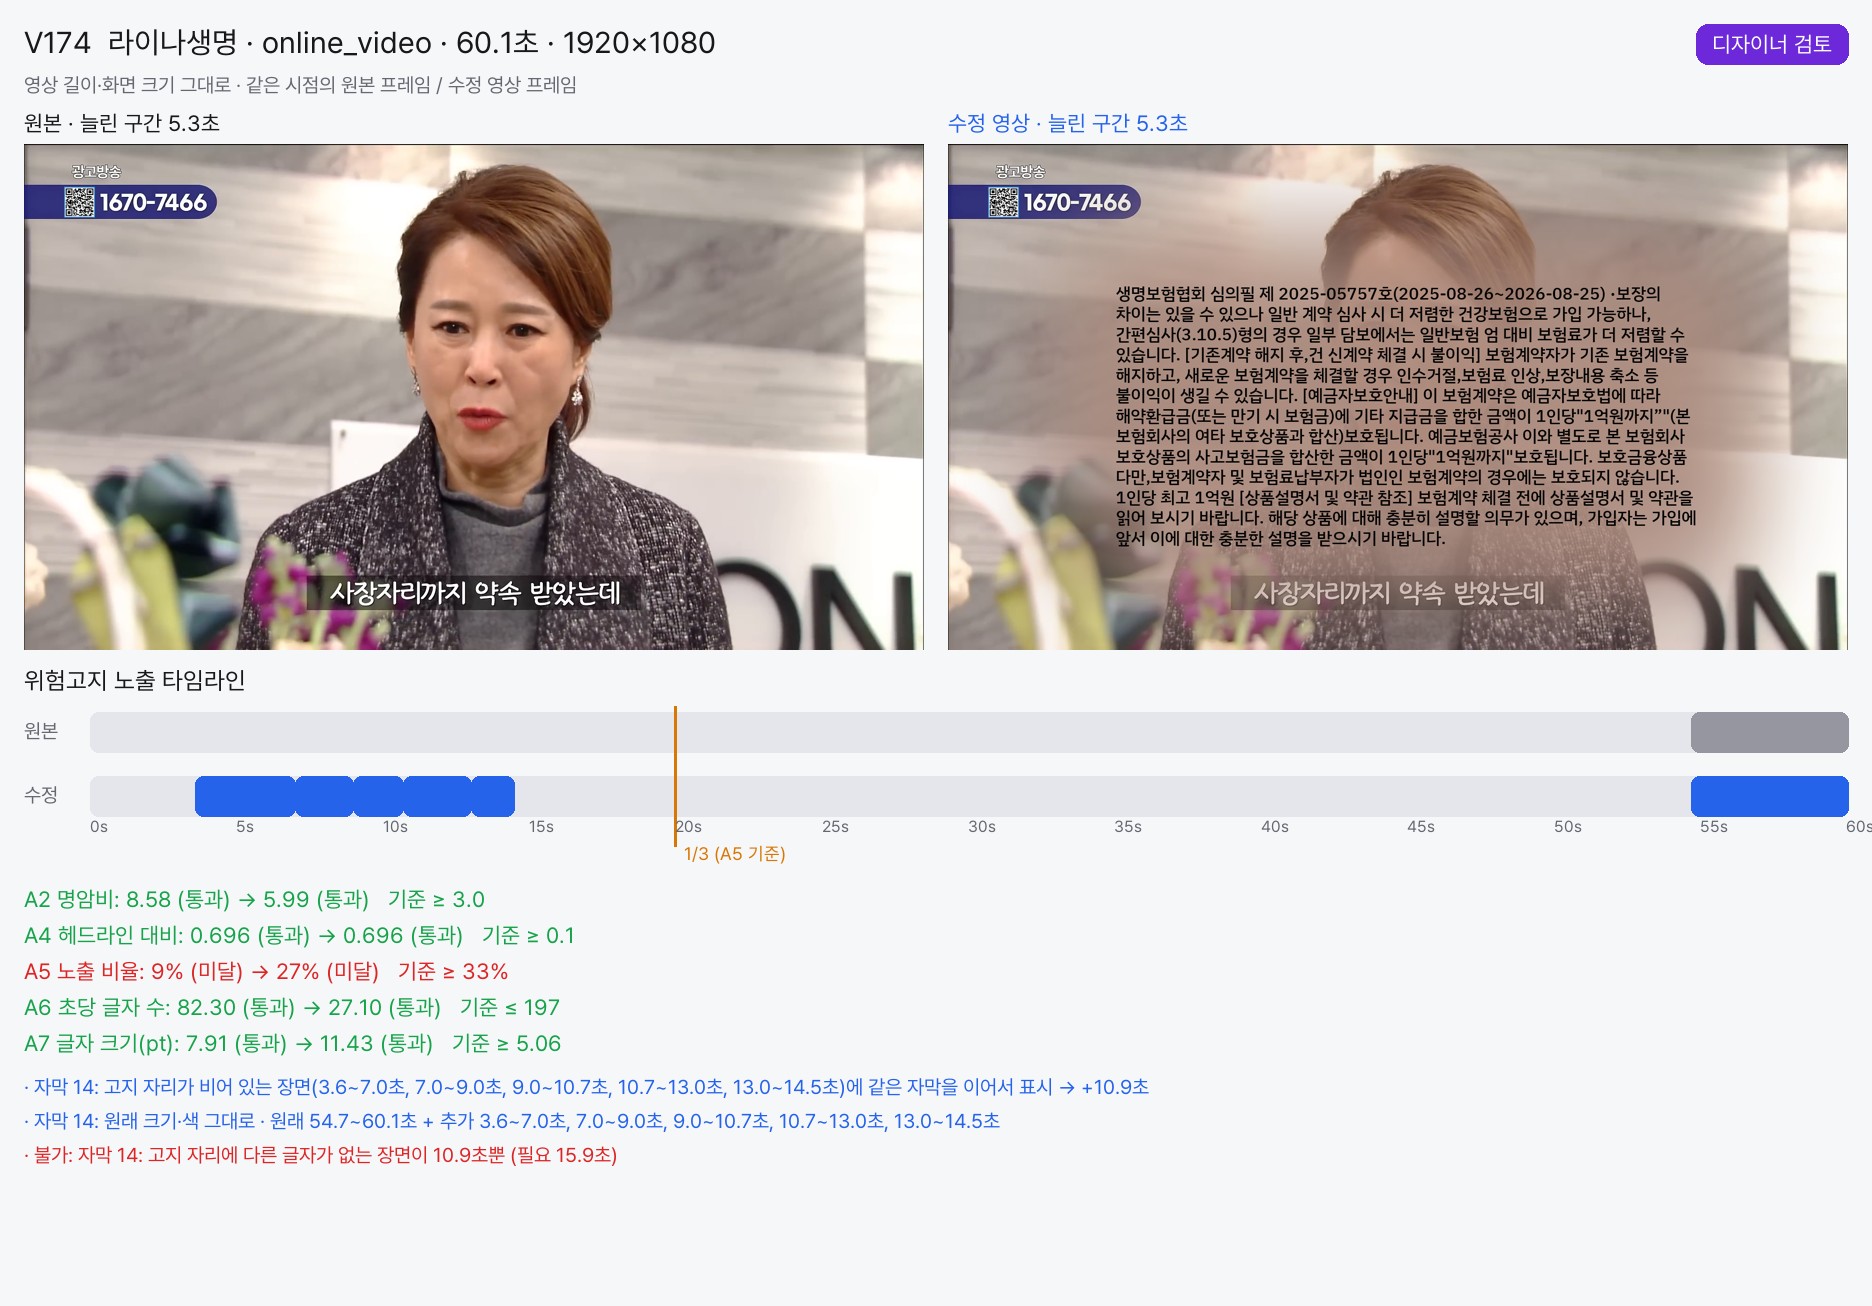 V174 라이나생명 · online_video · 60.1초 · 1920×1080
디자이너 검토
영상 길이·화면 크기 그대로 · 같은 시점의 원본 프레임 / 수정 영상 프레임
원본 · 늘린 구간 5.3초
수정 영상 · 늘린 구간 5.3초
광고방송
1670-7466
사장자리까지 약속 받았는데
ON
광고방송
1670-7466
생명보험협회 심의필 제 2025-05757호(2025-08-26~2026-08-25) ·보장의
차이는 있을 수 있으나 일반 계약 심사 시 더 저렴한 건강보험으로 가입 가능하나,
간편심사(3.10.5)형의 경우 일부 담보에서는 일반보험 엄 대비 보험료가 더 저렴할 수
있습니다. [기존계약 해지 후,건 신계약 체결 시 불이익] 보험계약자가 기존 보험계약을
해지하고, 새로운 보험계약을 체결할 경우 인수거절,보험료 인상,보장내용 축소 등
불이익이 생길 수 있습니다. [예금자보호안내] 이 보험계약은 예금자보호법에 따라
해약환급금(또는 만기 시 보험금)에 기타 지급금을 합한 금액이 1인당"1억원까지”"(본
보험회사의 여타 보호상품과 합산)보호됩니다. 예금보험공사 이와 별도로 본 보험회사
보호상품의 사고보험금을 합산한 금액이 1인당"1억원까지"보호됩니다. 보호금융상품
다만,보험계약자 및 보험료납부자가 법인인 보험계약의 경우에는 보호되지 않습니다.
1인당 최고 1억원 [상품설명서 및 약관 참조] 보험계약 체결 전에 상품설명서 및 약관을
읽어 보시기 바랍니다. 해당 상품에 대해 충분히 설명할 의무가 있으며, 가입자는 가입에
앞서 이에 대한 충분한 설명을 받으시기 바랍니다.
사장자리까지 약속 받았는데
ON
위험고지 노출 타임라인
원본
수정
0s 5s 10s 15s 20s 25s 30s 35s 40s 45s 50s 55s 60s
1/3 (A5 기준)
A2 명암비: 8.58 (통과) → 5.99 (통과) 기준 ≥ 3.0
A4 헤드라인 대비: 0.696 (통과) → 0.696 (통과) 기준 ≥ 0.1
A5 노출 비율: 9% (미달) → 27% (미달) 기준 ≥ 33%
A6 초당 글자 수: 82.30 (통과) → 27.10 (통과) 기준 ≤ 197
A7 글자 크기(pt): 7.91 (통과) → 11.43 (통과) 기준 ≥ 5.06
· 자막 14: 고지 자리가 비어 있는 장면(3.6~7.0초, 7.0~9.0초, 9.0~10.7초, 10.7~13.0초, 13.0~14.5초)에 같은 자막을 이어서 표시 → +10.9초
· 자막 14: 원래 크기·색 그대로 · 원래 54.7~60.1초 + 추가 3.6~7.0초, 7.0~9.0초, 9.0~10.7초, 10.7~13.0초, 13.0~14.5초
· 불가: 자막 14: 고지 자리에 다른 글자가 없는 장면이 10.9초뿐 (필요 15.9초)